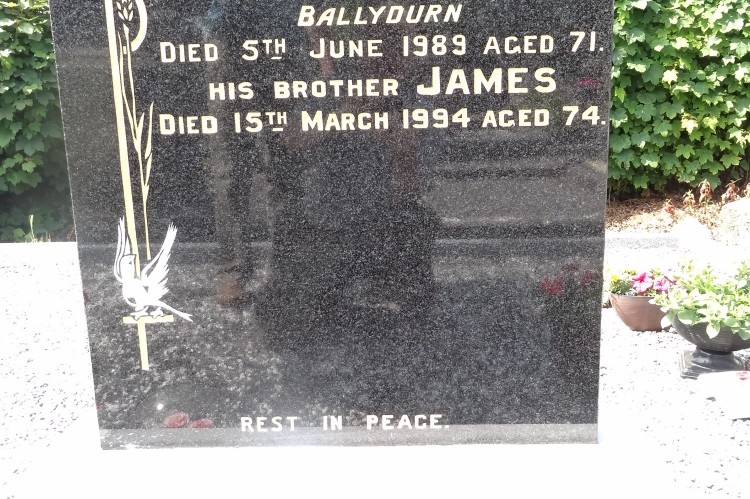 BALLYDURN
DIED 5TH JUNE 1989 AGED 71.
HIS BROTHER JAMES
DIED 15TH MARCH 1994 AGED 74.
REST IN PEACE.